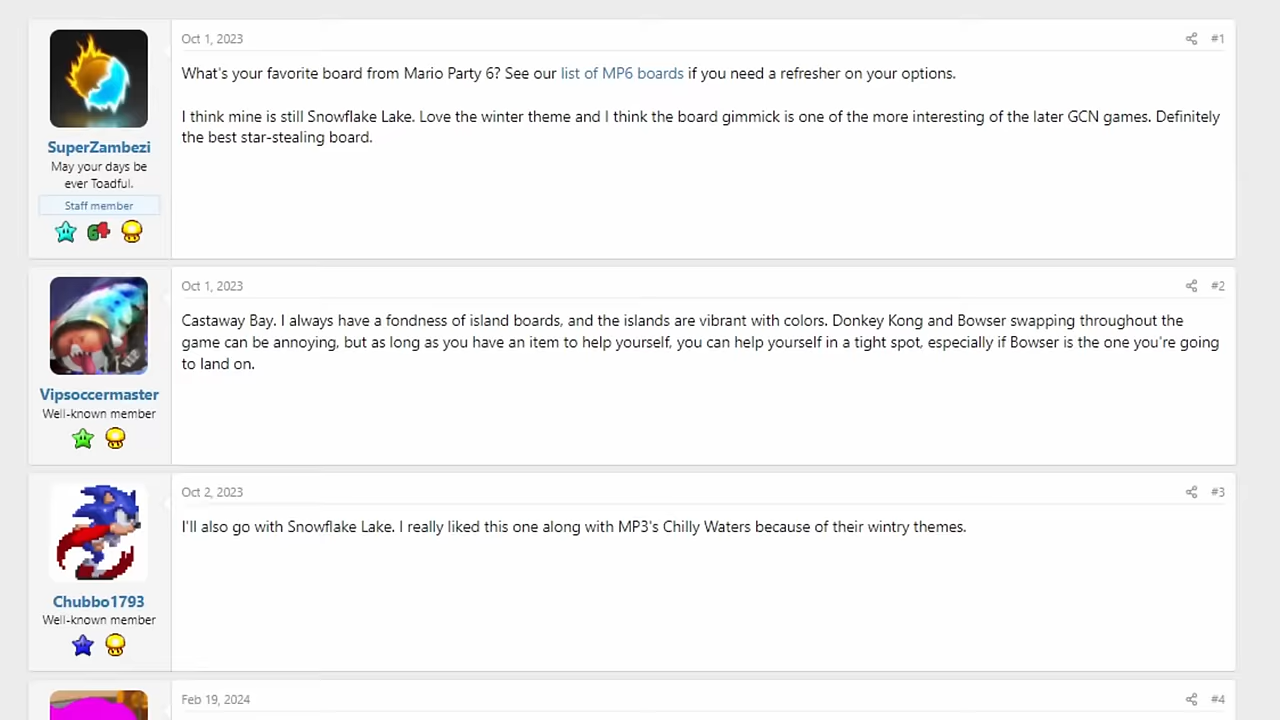 Oct 1, 2023
#1
What's your favorite board from Mario Party 6? See our list of MP6 boards if you need a refresher on your options.
I think mine is still Snowflake Lake. Love the winter theme and I think the board gimmick is one of the more interesting of the later GCN games. Definitely
the best star-stealing board.
SuperZambezi
May your days be
ever Toadful.
Staff member
64
Oct 1, 2023
#2
Castaway Bay. I always have a fondness of island boards, and the islands are vibrant with colors. Donkey Kong and Bowser swapping throughout the
game can be annoying, but as long as you have an item to help yourself, you can help yourself in a tight spot, especially if Bowser is the one you're going
to land on.
VIP
Vipsoccermaster
Well-known member
Oct 2, 2023
#3
I'll also go with Snowflake Lake. I really liked this one along with MP3's Chilly Waters because of their wintry themes.
Chubbo1793
Well-known member
Feb 19, 2024
#4